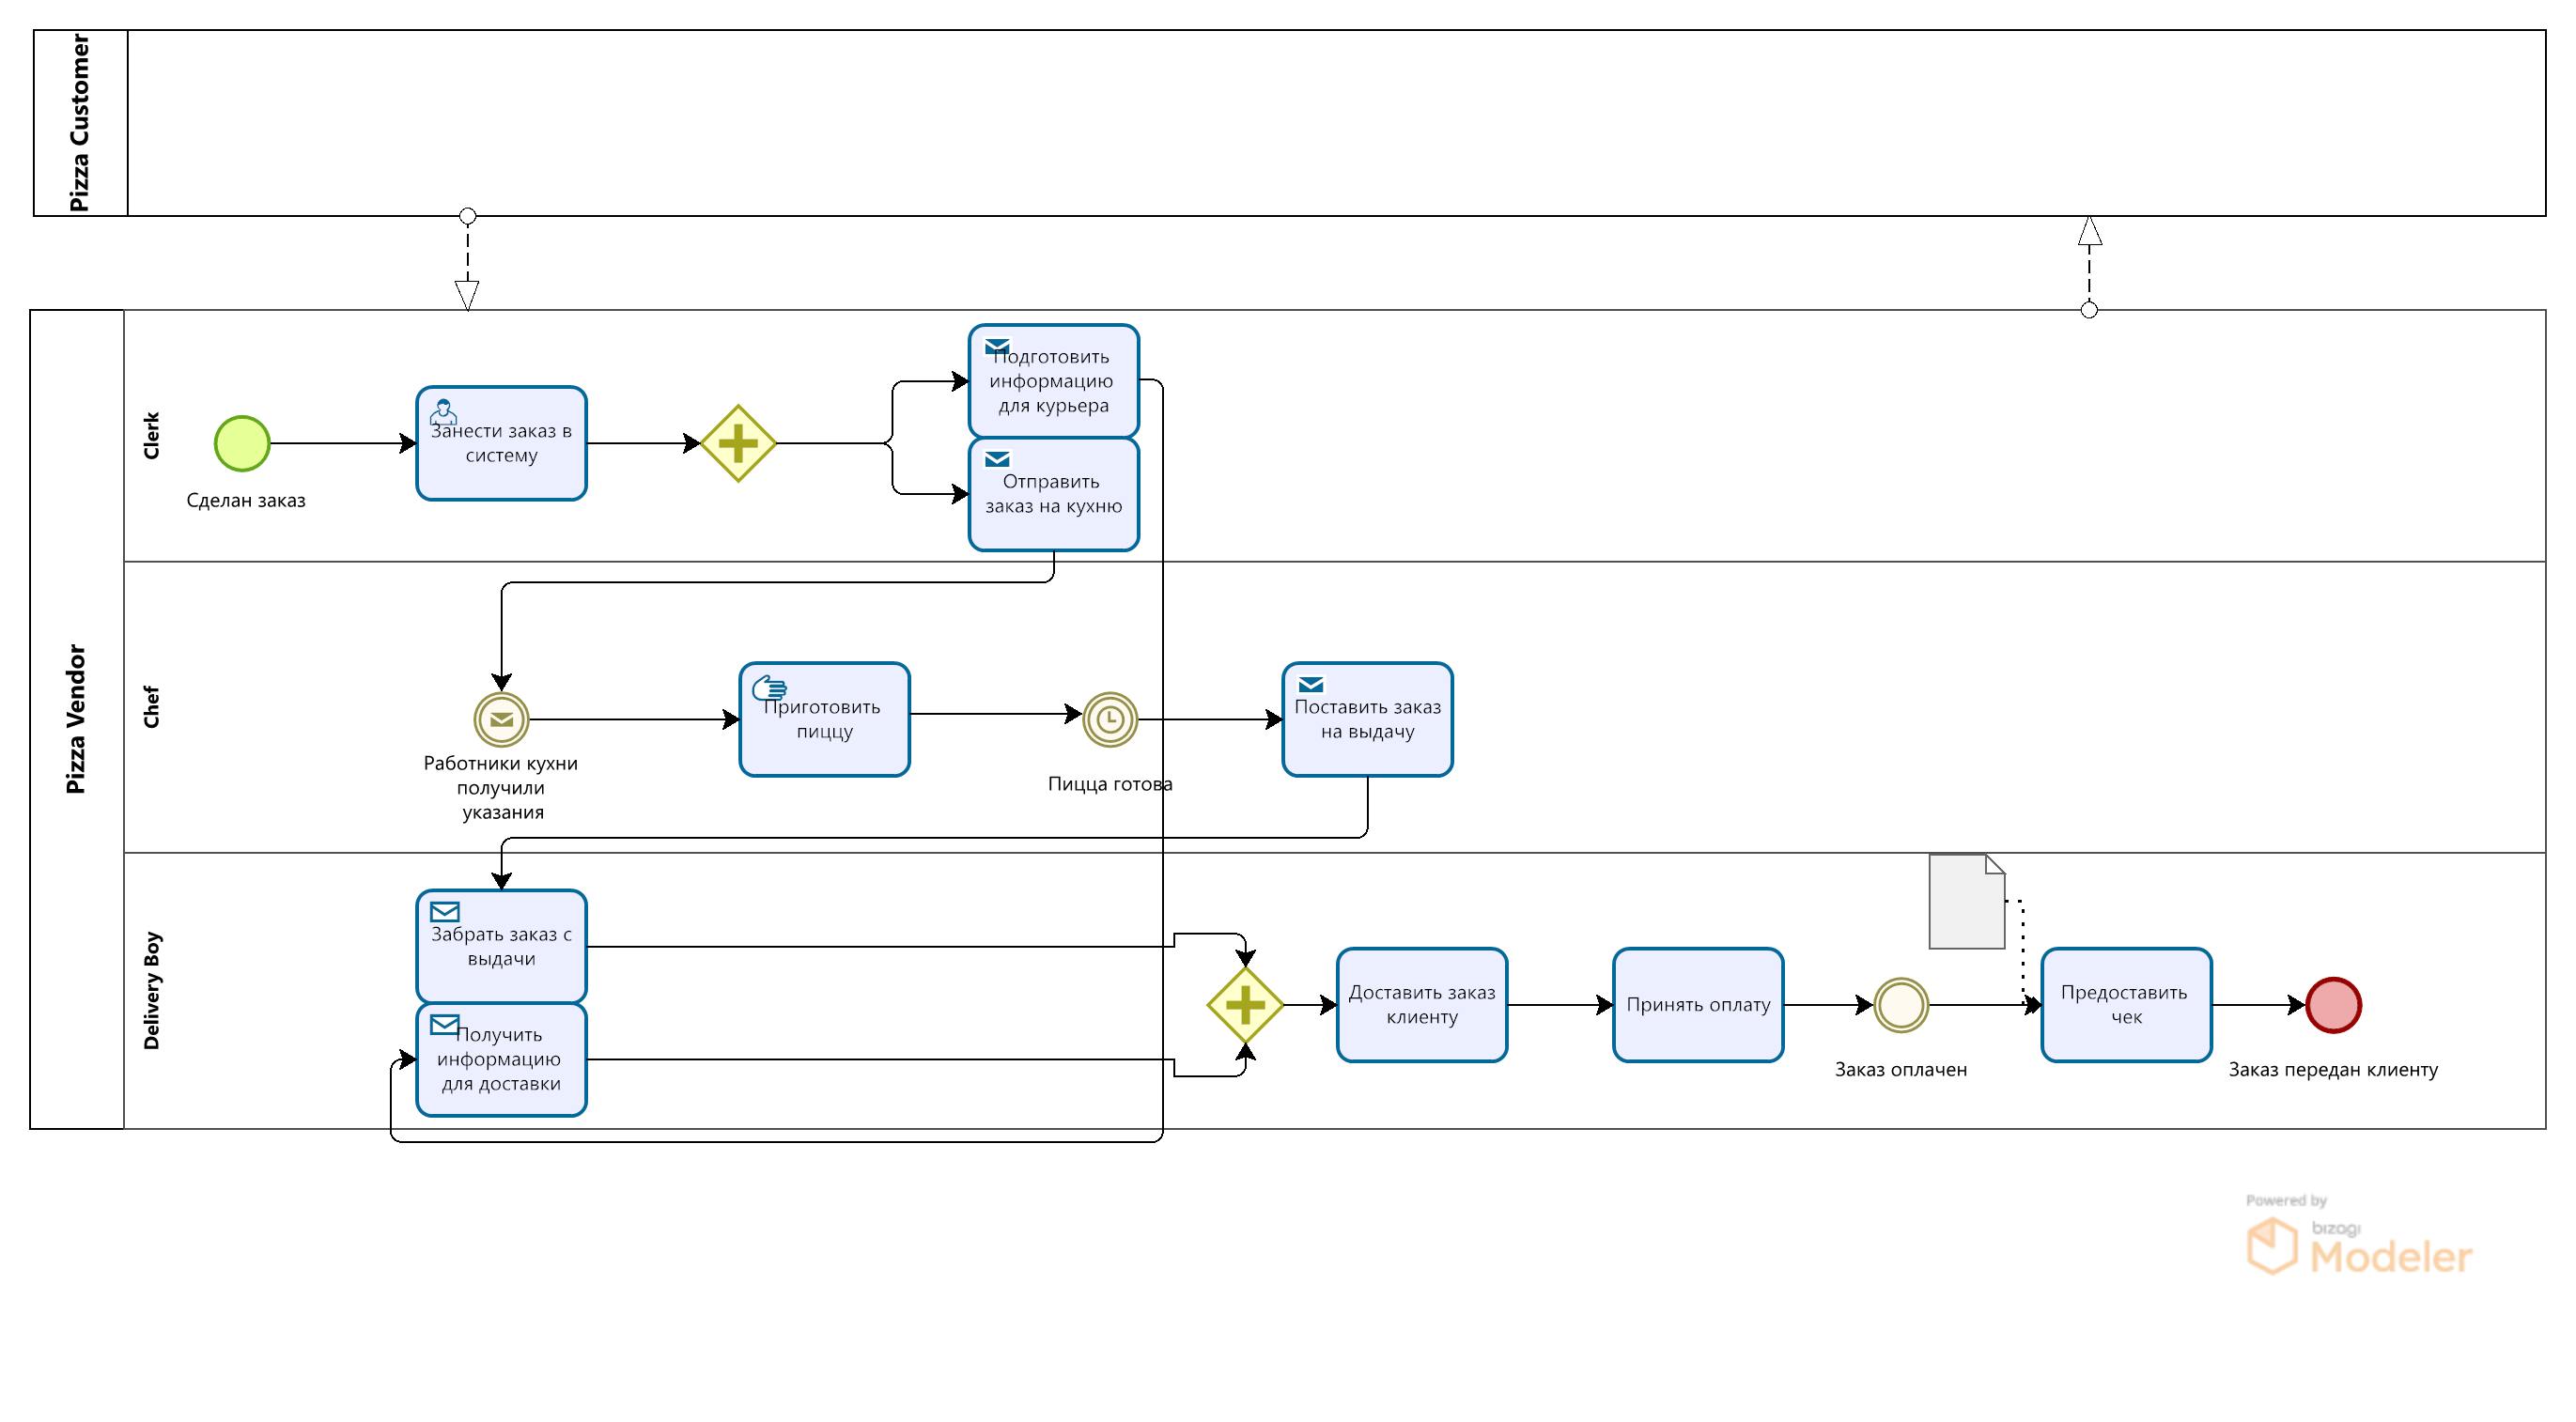 Pizza Customer
Pizza Vendor
Clerk
Сделан заказ
Занести заказ в
систему
Подготовить
информацию
для курьера
Отправить
заказ на кухню
Chef
Работники кухни
получили
указания
Приготовить
пиццу
Пицца готова
Поставить заказ
на выдачу
Delivery Boy
Забрать заказ с
выдачи
Получить
информацию
для доставки
Доставить заказ
клиенту
Принять оплату
Заказ оплачен
Предоставить
чек
Заказ передан клиенту
Powered by
bizagi
Modeler